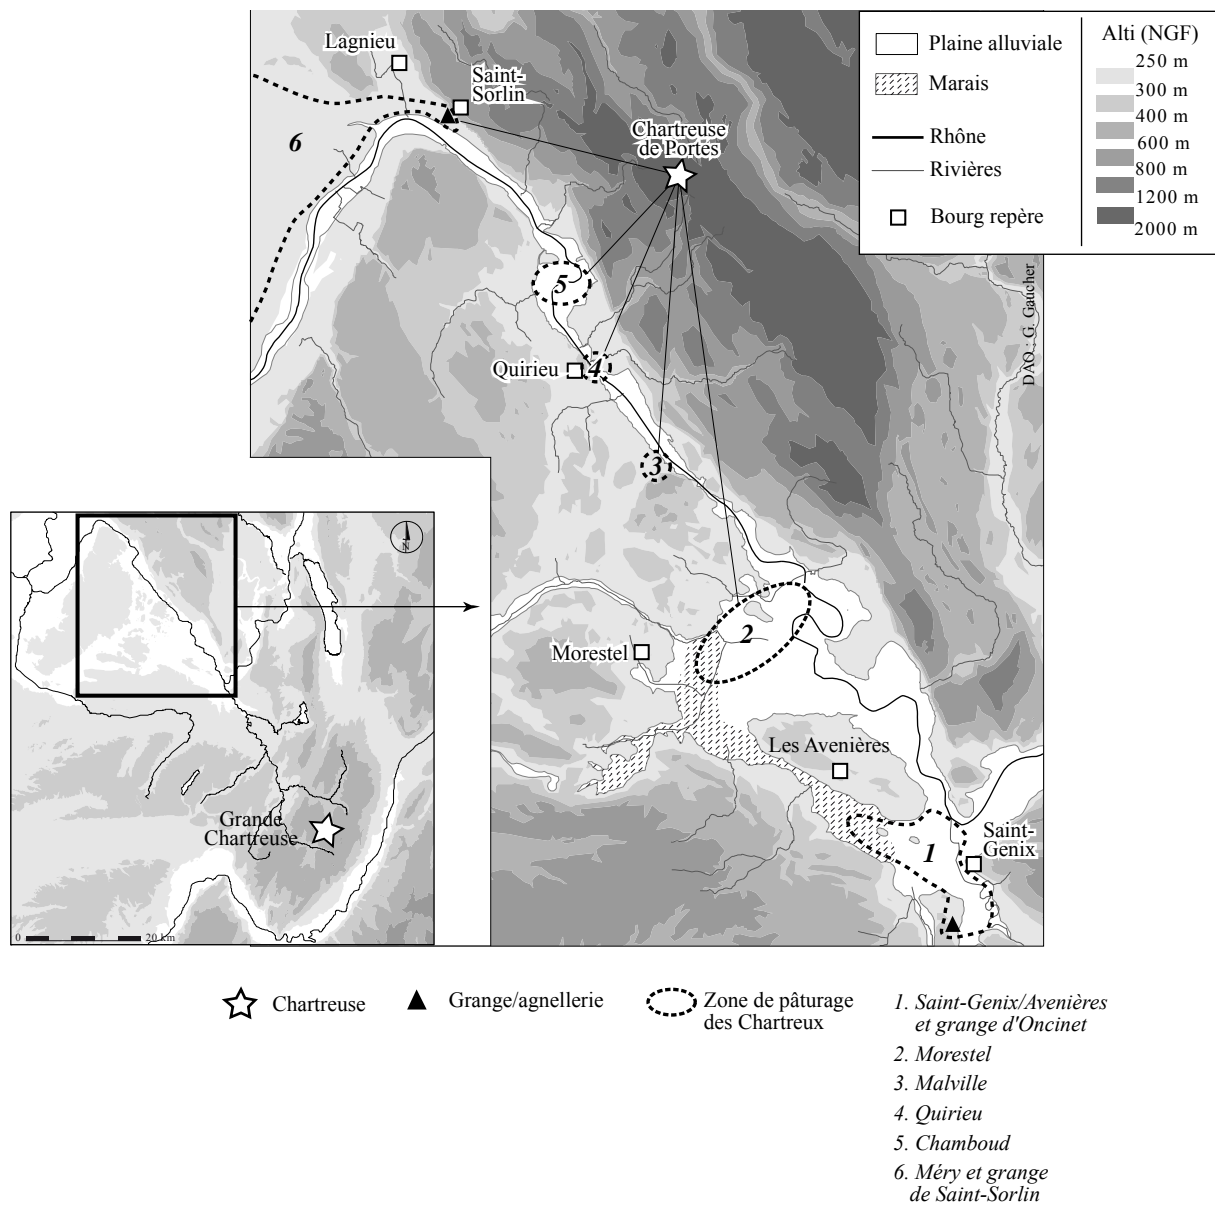 Lagnieu
Saint-
Sorlin
6
Chartreuse
de Portes
Plaine alluviale
Marais
Rhône
Rivières
Bourg repère
Alti (NGF)
250 m
300 m
400 m
600 m
800 m
1200 m
2000 m
DAO : G. Gaucher
5
Quirieu
4
3
2
Morestel
Les Avenières
1
Saint-
Genix
N
Grande
Chartreuse
0
20 km
Chartreuse
Grange/agnellerie
Zone de pâturage
des Chartreux
1. Saint-Genix/Avenières
et grange d'Oncinet
2. Morestel
3. Malville
4. Quirieu
5. Chamboud
6. Méry et grange
de Saint-Sorlin